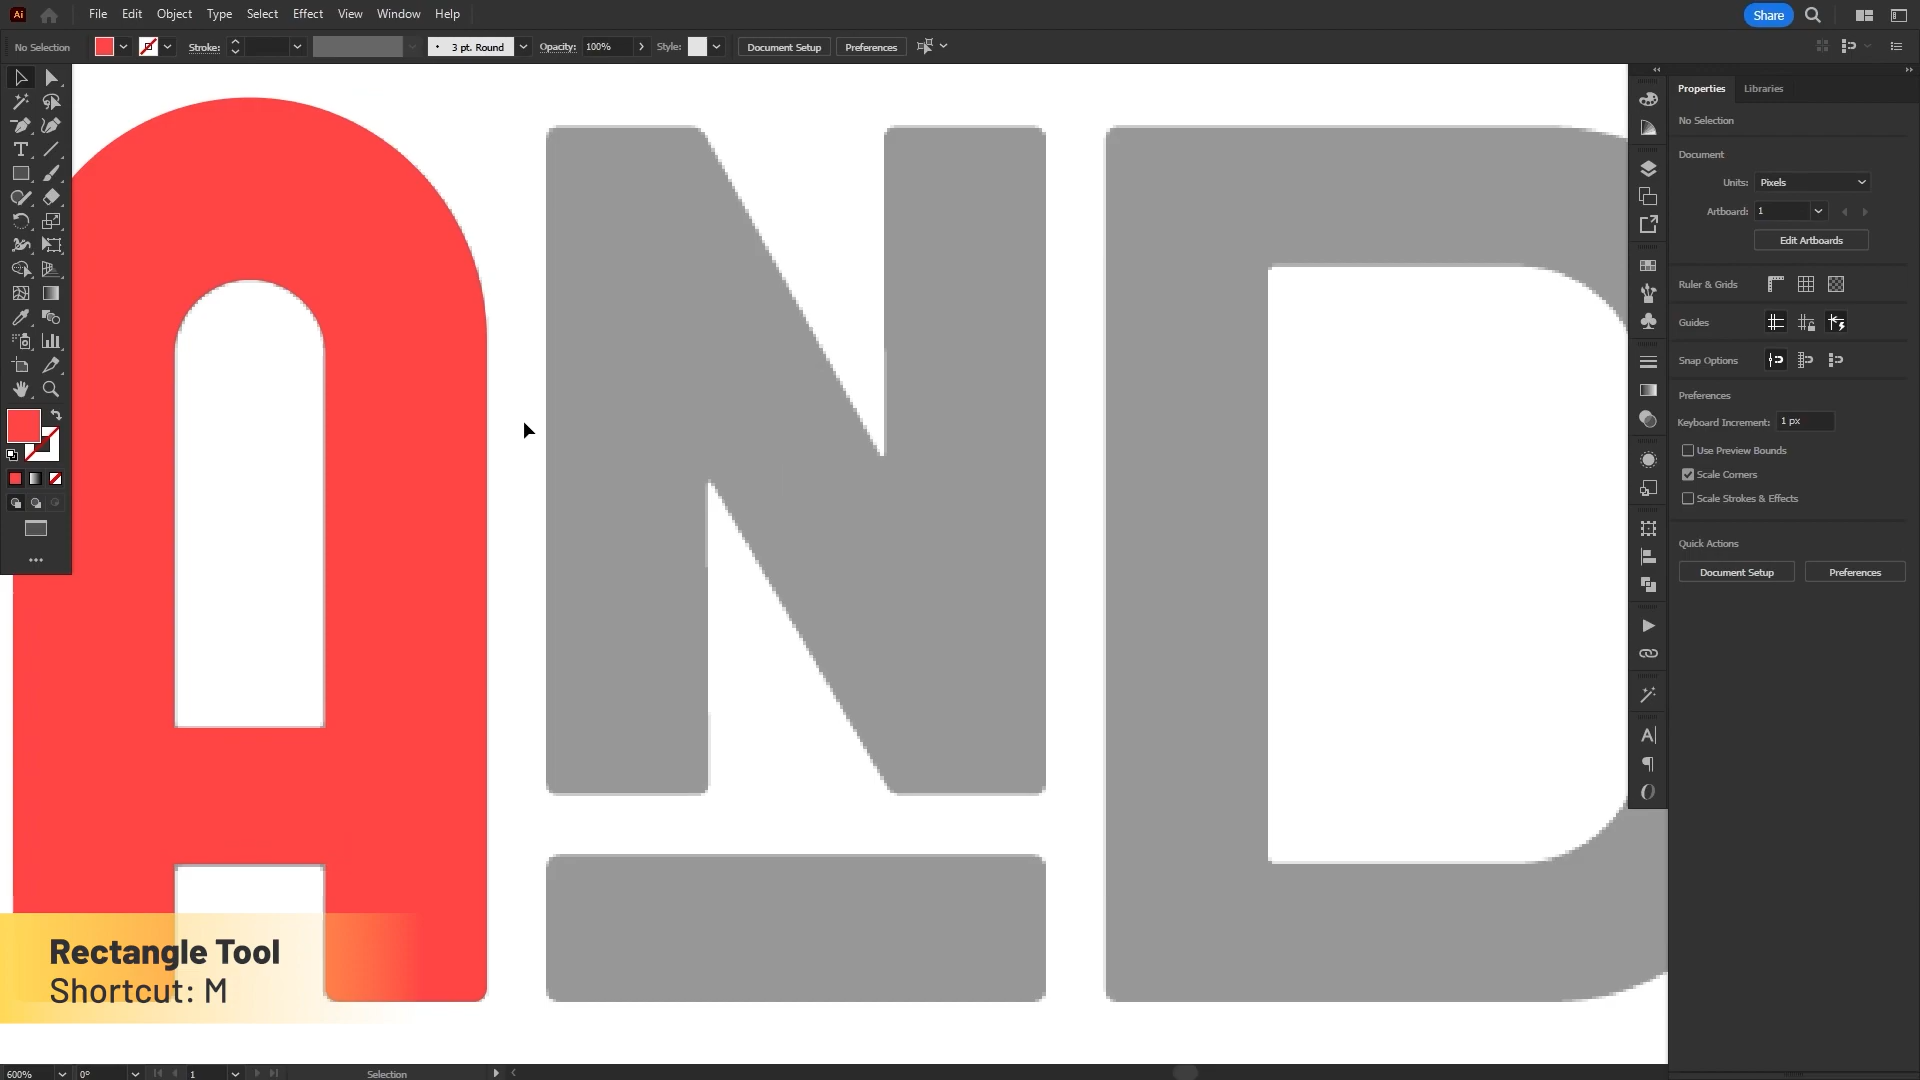 Ai File Edit Object Type Select Effect View Window Help Share
No Selection Stroke: 3 pt. Round Opacity: 100% Style: Document Setup Preferences
Properties Libraries
No Selection
Document
Units: Pixels
Artboard: 1
Edit Artboards
Ruler & Grids
Guides
Snap Options
Preferences
Keyboard Increment: 1 px
Use Preview Bounds
Scale Corners
Scale Strokes & Effects
Quick Actions
Document Setup Preferences
AND
Rectangle Tool
Shortcut: M
600% 0° 1 Selection